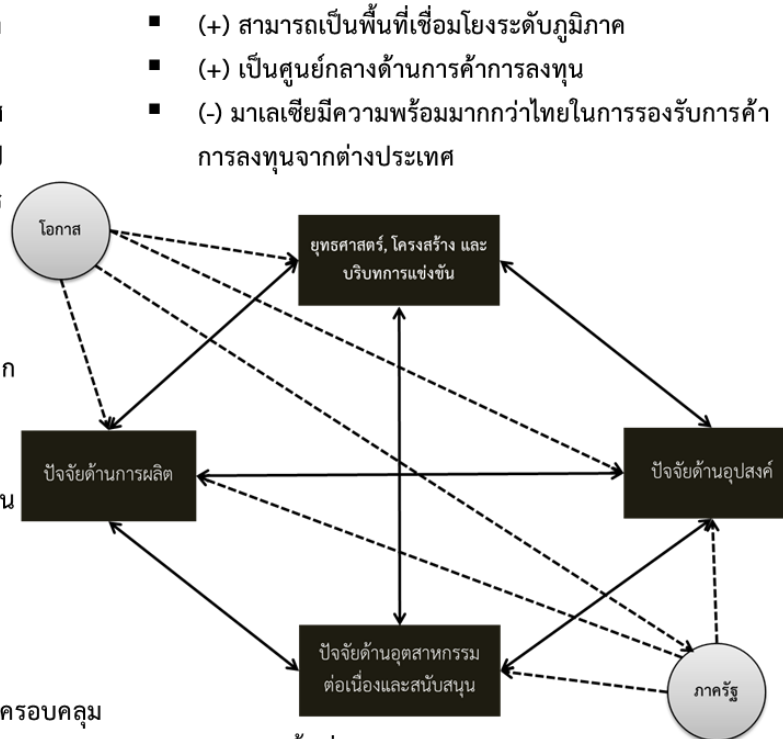 (+) สามารถเป็นพื้นที่เชื่อมโยงระดับภูมิภาค
(+) เป็นศูนย์กลางด้านการค้าการลงทุน
(-) มาเลเซียมีความพร้อมมากกว่าไทยในการรองรับการค้า
การลงทุนจากต่างประเทศ
โอกาส
ยุทธศาสตร์, โครงสร้าง และ
บริบทการแข่งขัน
ปัจจัยด้านการผลิต
ปัจจัยด้านอุปสงค์
ปัจจัยด้านอุตสาหกรรม
ต่อเนื่องและสนับสนุน
ภาครัฐ
ครอบคลุม